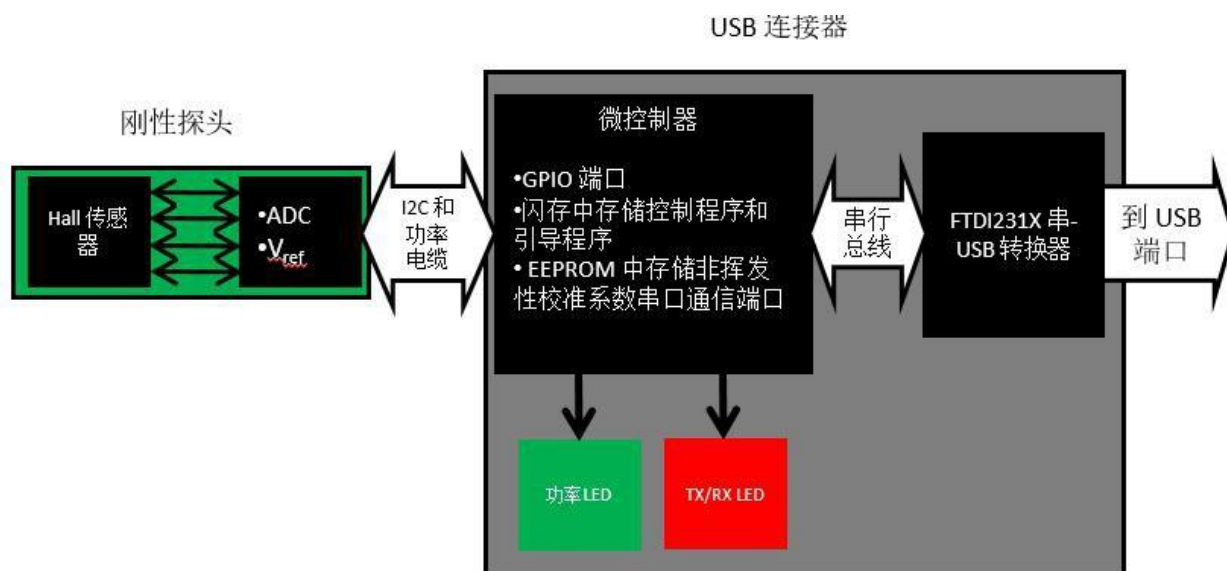 USB 连接器
刚性探头
Hall 传感
器
•ADC
•Vref
I2C 和
功率
电缆
微控制器
•GPIO 端口
•闪存中存储控制程序和
引导程序
• EEPROM 中存储非挥发
性校准系数串口通信端口
串行
总线
FTDI231X 串-
USB 转换器
到 USB
端口
功率LED
TX/RX LED